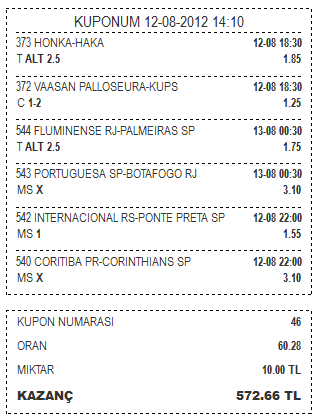 KUPONUM 12-08-2012 14:10
373 HONKA-HAKA 12-08 18:30
T ALT 2.5 1.85
372 VAASAN PALLOSEURA-KUPS 12-08 18:30
C 1-2 1.25
544 FLUMINENSE RJ-PALMEIRAS SP 13-08 00:30
T ALT 2.5 1.75
543 PORTUGUESA SP-BOTAFOGO RJ 13-08 00:30
MS X 3.10
542 INTERNACIONAL RS-PONTE PRETA SP 12-08 22:00
MS 1 1.55
540 CORITIBA PR-CORINTHIANS SP 12-08 22:00
MS X 3.10
KUPON NUMARASI 46
ORAN 60.28
MIKTAR 10.00 TL
KAZANÇ 572.66 TL